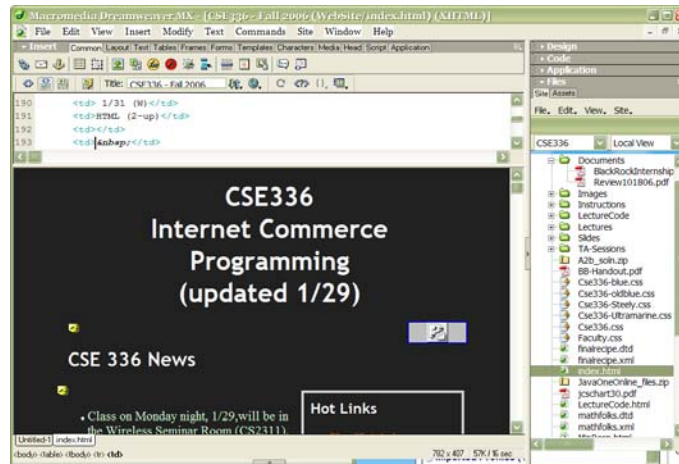 Macromedia Dreamweaver MX - [CSE336 - Fall 2006 (WebSite/index.html) (XHTML)]
File Edit View Insert Modify Text Commands Site Window Help
Insert Common Layout Text Tables Frames Forms Templates Characters Media Head Script Application
Title: CSE336 - Fall 2006
190 <td> 1/31 (W)</td>
191 <td>HTML (2-up)</td>
192 <td></td>
193 <td>&nbsp;</td>
CSE336
Internet Commerce
Programming
(updated 1/29)
CSE 336 News
• Class on Monday night, 1/29,will be in
the Wireless Seminar Room (CS2311).
Hot Links
Untitled-1 index.html
<body> <table> <tbody> <tr> <td>
792 x 407 57K / 16 sec
Design
Code
Application
Files
Site Assets
File. Edit. View. Site.
CSE336 Local View
Documents
BlackRockInternship
Review101806.pdf
Images
Instructions
LectureCode
Lectures
Slides
TA-Sessions
A2b_soln.zip
BB-Handout.pdf
Cse336-blue.css
Cse336-oldblue.css
Cse336-Steely.css
Cse336-Ultramarine.css
Cse336.css
Faculty.css
finalrecipe.dtd
finalrecipe.xml
index.html
JavaOneOnline_files.zip
jcschart30.pdf
LectureCode.html
mathfolks.dtd
mathfolks.xml